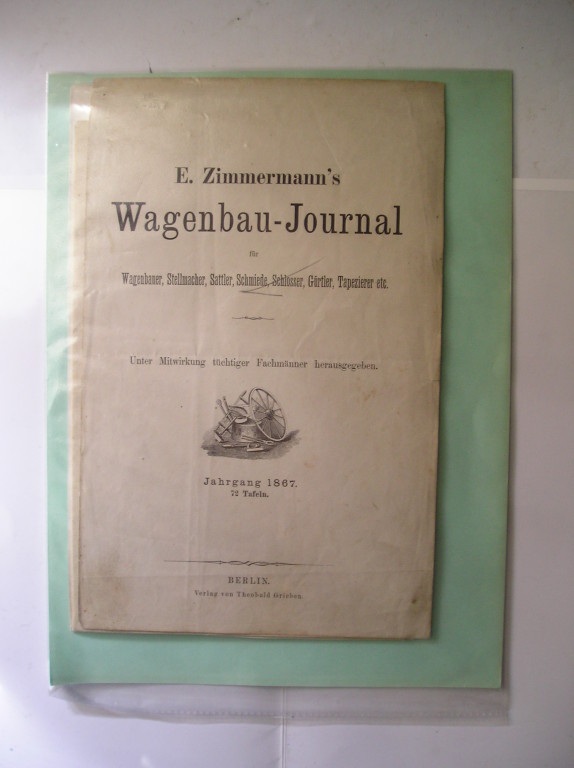 E. Zimmermann's
Wagenbau-Journal
für
Wagenbauer, Stellmacher, Sattler, Schmiede, Schlosser, Gürtler, Tapezierer etc.
Unter Mitwirkung tüchtiger Fachmänner herausgegeben.
Jahrgang 1867.
72 Tafeln.
BERLIN.
Verlag von Theobald Grieben.